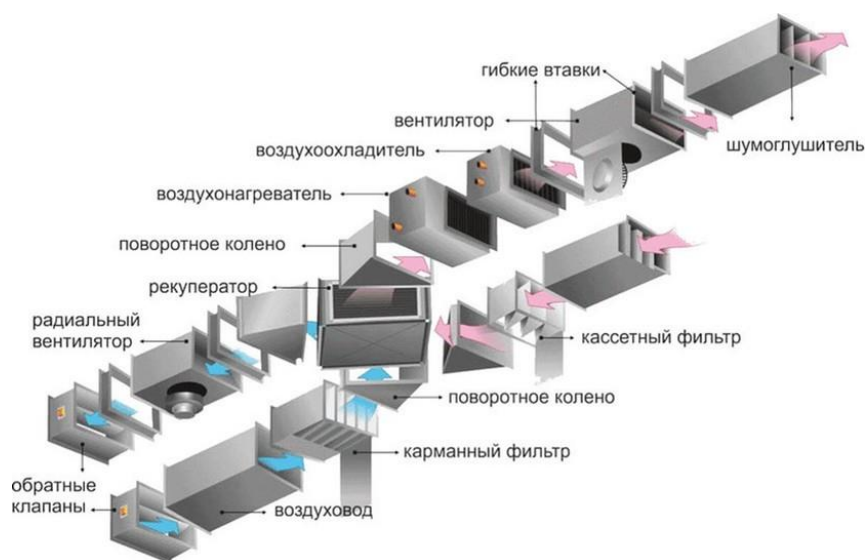 гибкие втавки
вентилятор
воздухоохладитель
шумоглушитель
воздухонагреватель
поворотное колено
рекуператор
радиальный
вентилятор
кассетный фильтр
поворотное колено
карманный фильтр
обратные
клапаны
воздуховод